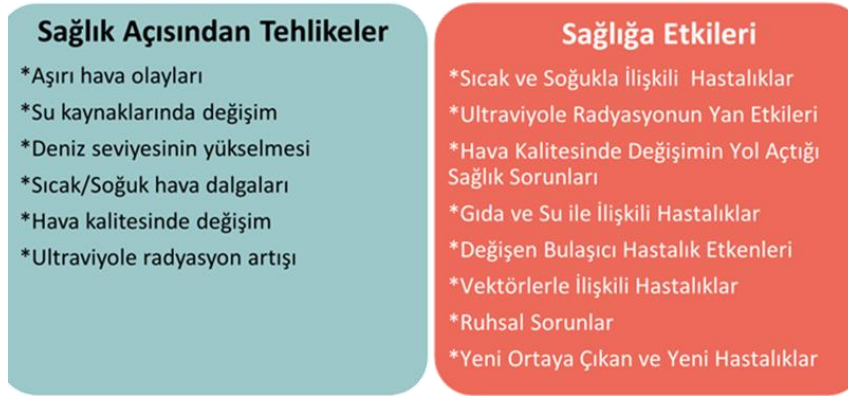 Sağlık Açısından Tehlikeler
*Aşırı hava olayları
*Su kaynaklarında değişim
*Deniz seviyesinin yükselmesi
*Sıcak/Soğuk hava dalgaları
*Hava kalitesinde değişim
*Ultraviyole radyasyon artışı
Sağlığa Etkileri
*Sıcak ve Soğukla İlişkili Hastalıklar
*Ultraviyole Radyasyonun Yan Etkileri
*Hava Kalitesinde Değişimin Yol Açtığı
Sağlık Sorunları
*Gıda ve Su ile İlişkili Hastalıklar
*Değişen Bulaşıcı Hastalık Etkenleri
*Vektörlerle İlişkili Hastalıklar
*Ruhsal Sorunlar
*Yeni Ortaya Çıkan ve Yeni Hastalıklar